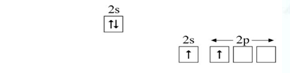 2s
↑↓
2s 2p
↑ ↑